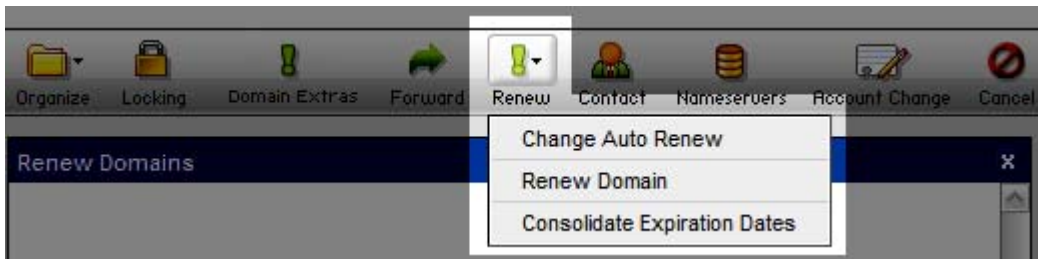 Organize Locking Domain Extras Forward Renew Contact Nameservers Account Change Cancel
Change Auto Renew
Renew Domains x
Renew Domain
Consolidate Expiration Dates